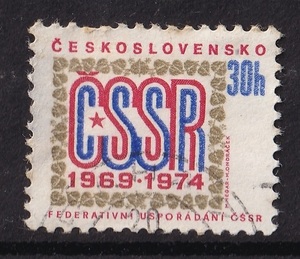 ČESKOSLOVENSKO
30h
ČSSR
1969-1974
FEDERATIVNÍ USPOŘÁDÁNÍ ČSSR